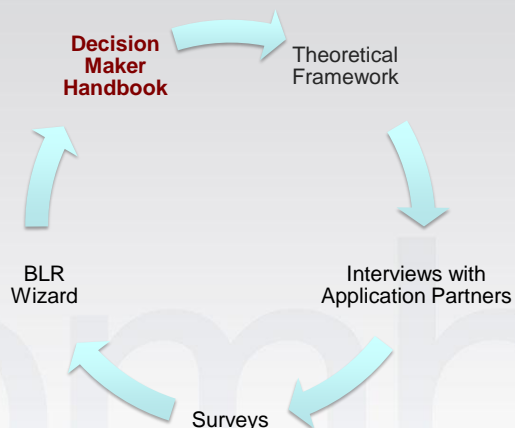 Decision
Maker
Handbook
Theoretical
Framework
Interviews with
Application Partners
Surveys
BLR
Wizard